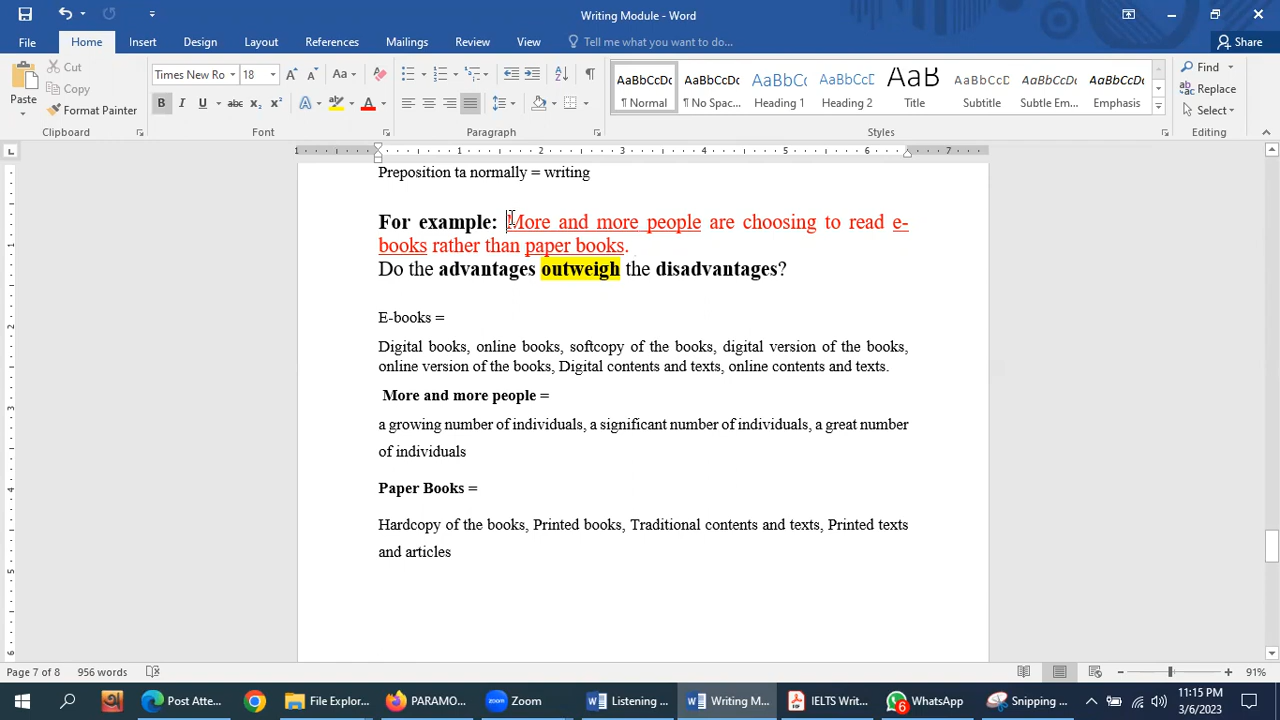 Writing Module - Word
File Home Insert Design Layout References Mailings Review View Tell me what you want to do... Share
Paste Cut Copy Format Painter Clipboard
Times New Ro 18 Font
Paragraph
AaBbCcDc ¶ Normal
AaBbCcDc ¶ No Spac...
AaBbCc Heading 1
AaBbCcD Heading 2
AaB Title
AaBbCcD Subtitle
AaBbCcDc Subtle Em...
AaBbCcDc Emphasis
Styles
Find Replace Select Editing
Preposition ta normally = writing
For example: More and more people are choosing to read e-
books rather than paper books.
Do the advantages outweigh the disadvantages?
E-books =
Digital books, online books, softcopy of the books, digital version of the books,
online version of the books, Digital contents and texts, online contents and texts.
More and more people =
a growing number of individuals, a significant number of individuals, a great number
of individuals
Paper Books =
Hardcopy of the books, Printed books, Traditional contents and texts, Printed texts
and articles
Page 7 of 8 956 words 91%
Post Atte... File Explor... PARAMO... Zoom Listening ... Writing M... IELTS Writ... WhatsApp Snipping ... 11:15 PM
3/6/2023